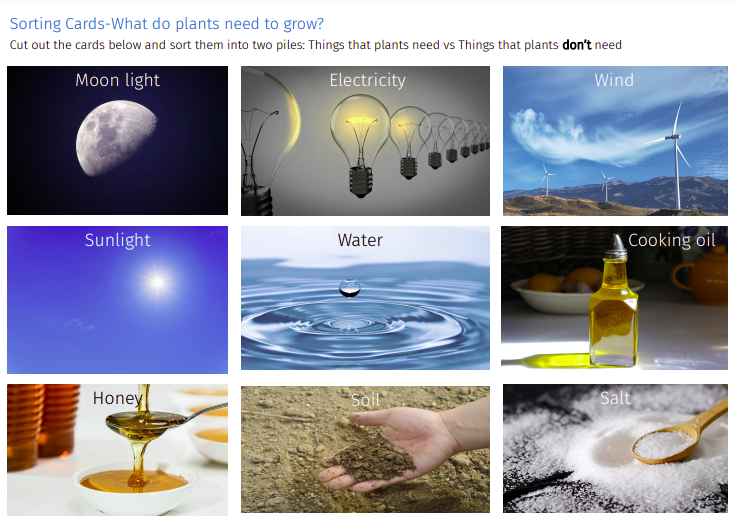 Sorting Cards-What do plants need to grow?
Cut out the cards below and sort them into two piles: Things that plants need vs Things that plants don't need
Moon light
Electricity
Wind
Sunlight
Water
Cooking oil
Honey
Soil
Salt